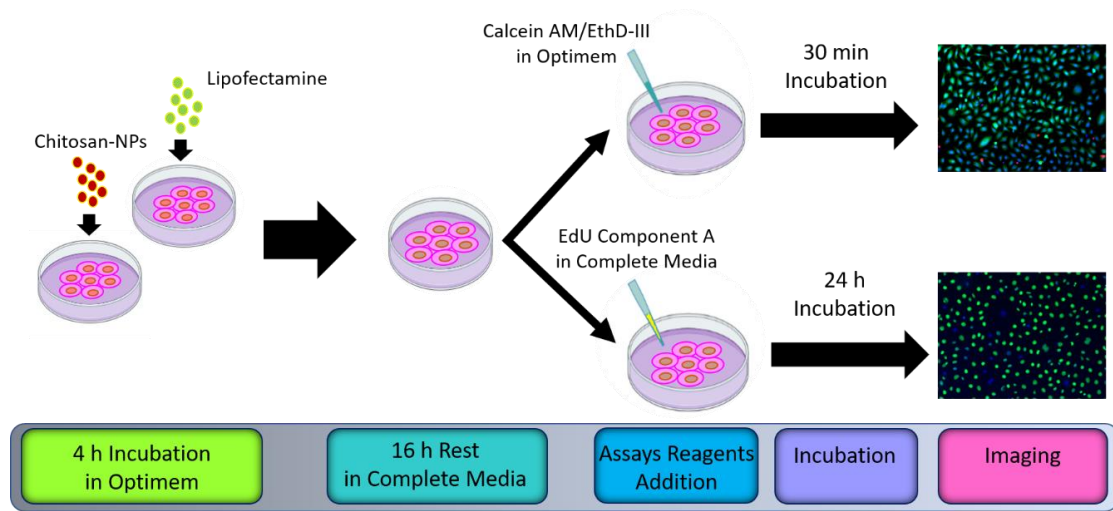 Lipofectamine
Chitosan-NPs
Calcein AM/EthD-III
in Optimem
30 min
Incubation
EdU Component A
in Complete Media
24 h
Incubation
4 h Incubation
in Optimem
16 h Rest
in Complete Media
Assays Reagents
Addition
Incubation
Imaging